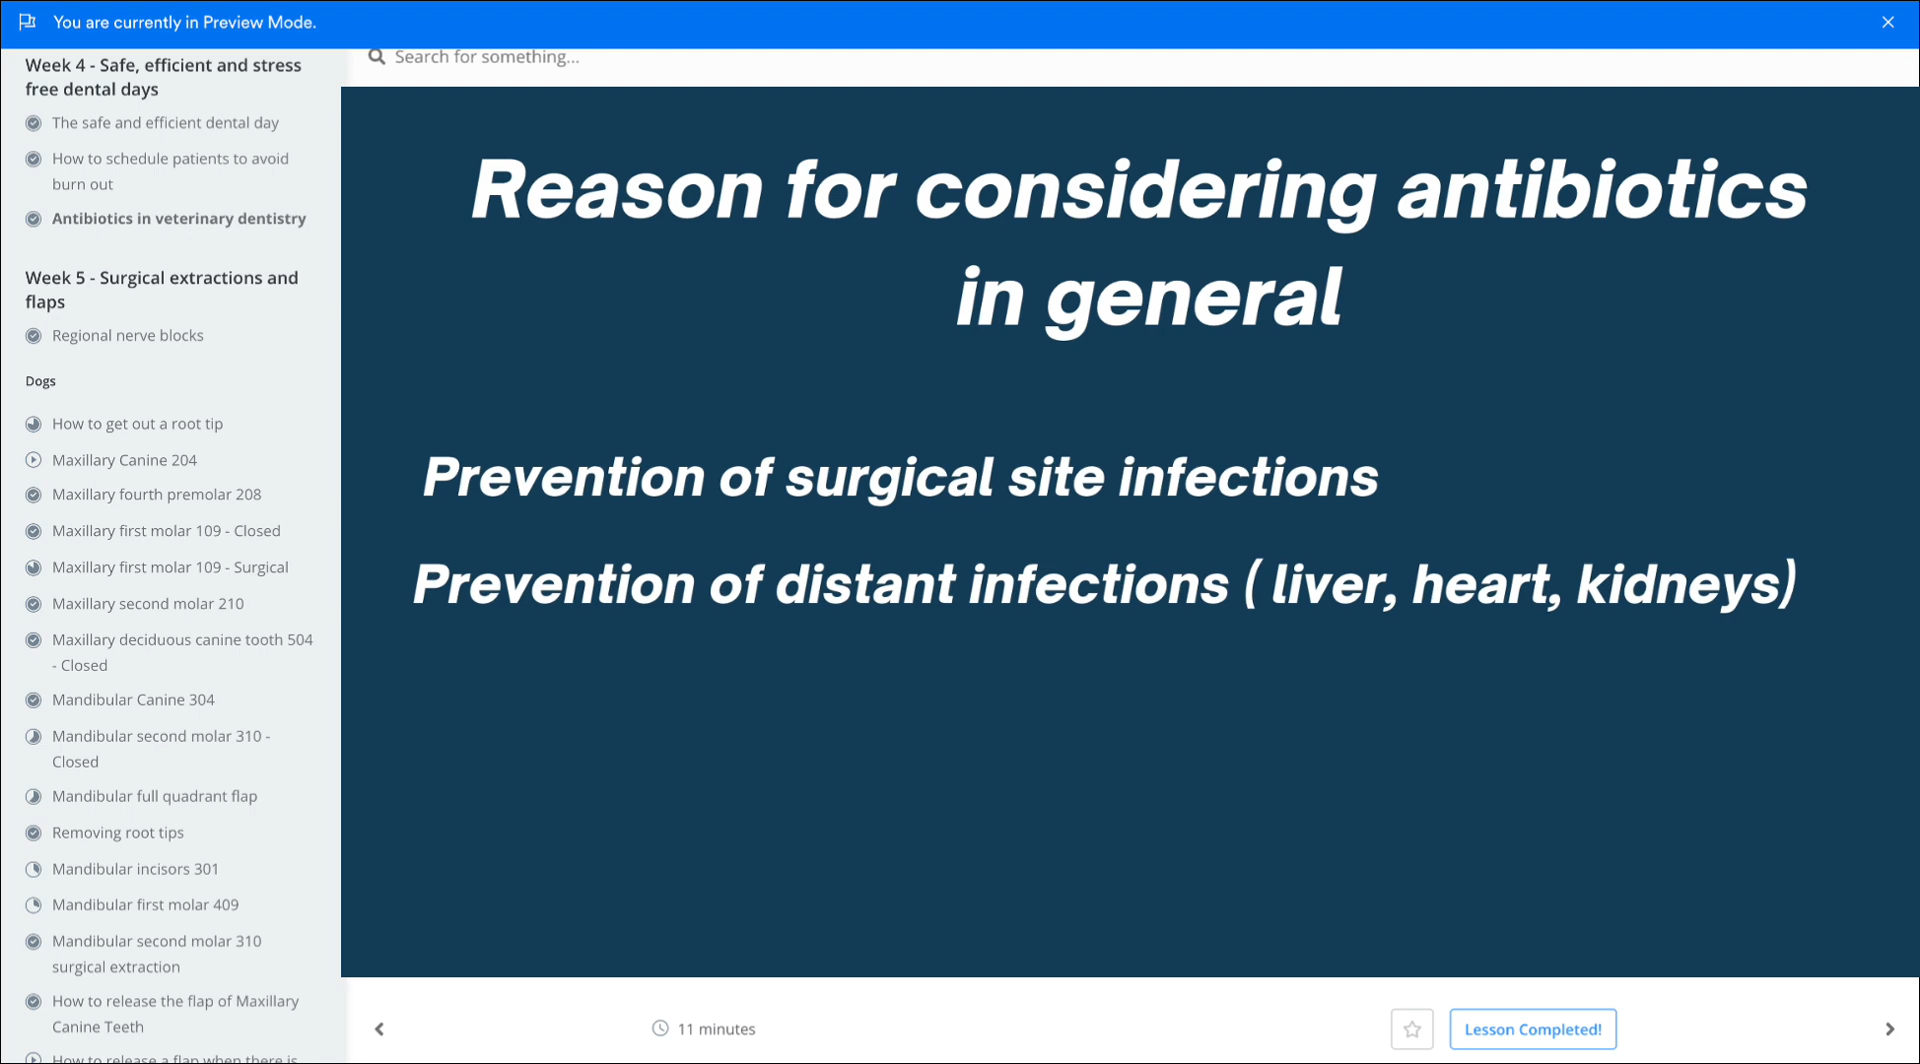 You are currently in Preview Mode.
Search for something...
Week 4 - Safe, efficient and stress
free dental days
The safe and efficient dental day
How to schedule patients to avoid
burn out
Antibiotics in veterinary dentistry
Week 5 - Surgical extractions and
flaps
Regional nerve blocks
Dogs
How to get out a root tip
Maxillary Canine 204
Maxillary fourth premolar 208
Maxillary first molar 109 - Closed
Maxillary first molar 109 - Surgical
Maxillary second molar 210
Maxillary deciduous canine tooth 504
- Closed
Mandibular Canine 304
Mandibular second molar 310 -
Closed
Mandibular full quadrant flap
Removing root tips
Mandibular incisors 301
Mandibular first molar 409
Mandibular second molar 310
surgical extraction
How to release the flap of Maxillary
Canine Teeth
How to release a flap when there is
Reason for considering antibiotics
in general
Prevention of surgical site infections
Prevention of distant infections ( liver, heart, kidneys)
11 minutes
Lesson Completed!